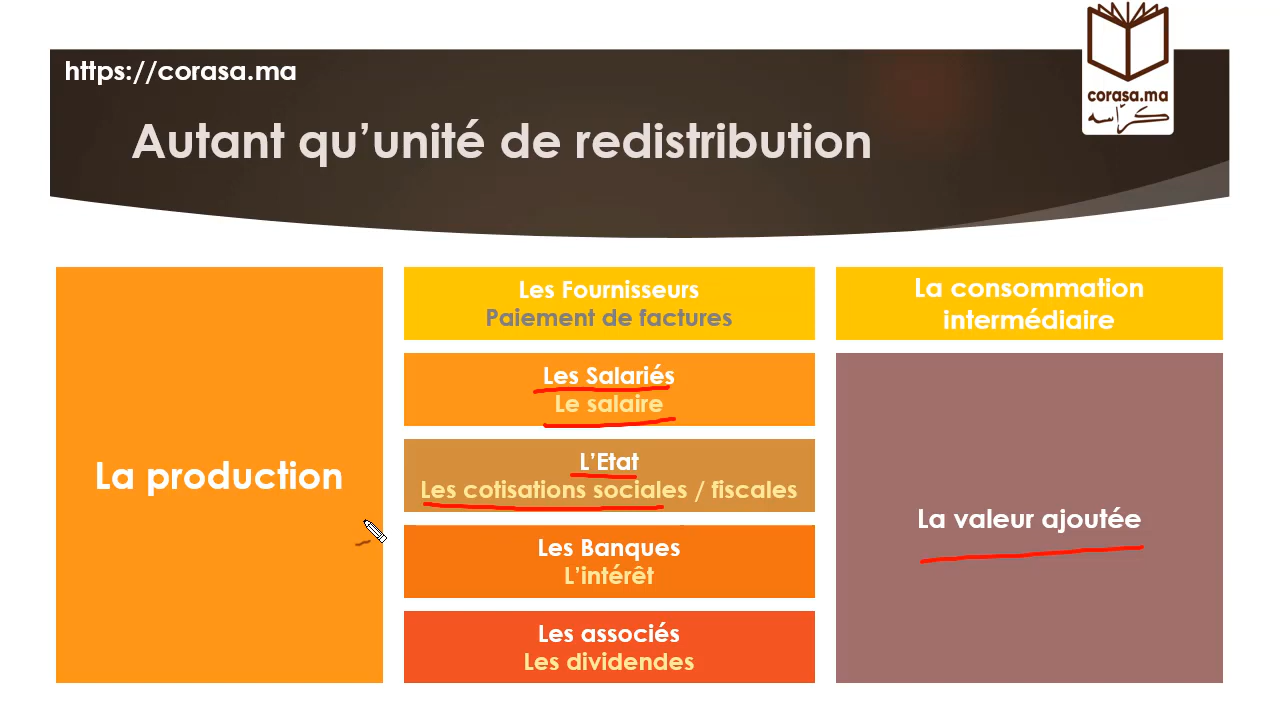 https://corasa.ma
corasa.ma
كرّاسة
Autant qu’unité de redistribution
La production
Les Fournisseurs
Paiement de factures
Les Salariés
Le salaire
L’Etat
Les cotisations sociales / fiscales
Les Banques
L’intérêt
Les associés
Les dividendes
La consommation
intermédiaire
La valeur ajoutée